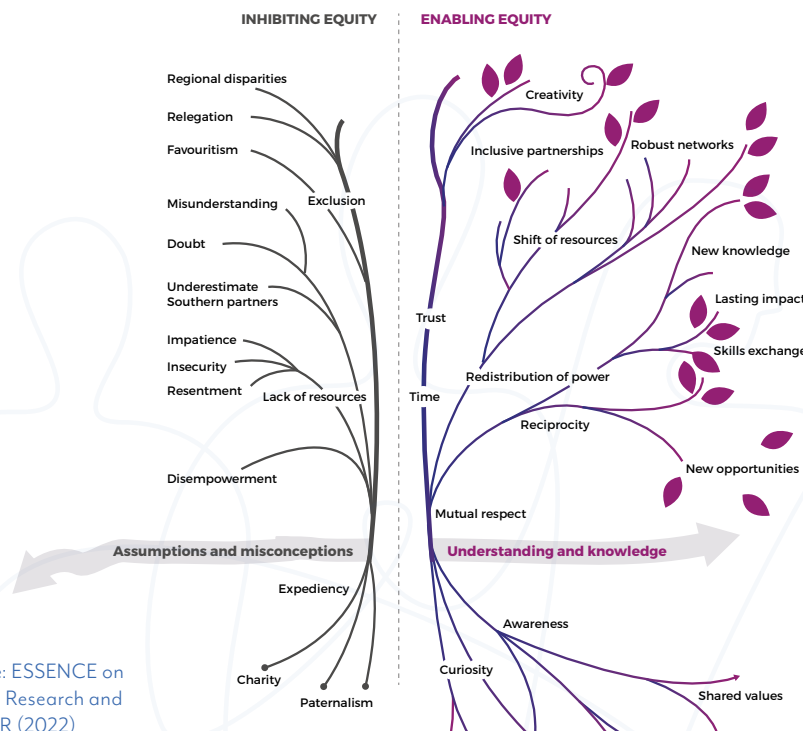 INHIBITING EQUITY
ENABLING EQUITY
Regional disparities
Relegation
Favouritism
Exclusion
Misunderstanding
Doubt
Underestimate
Southern partners
Impatience
Insecurity
Resentment
Lack of resources
Disempowerment
Assumptions and misconceptions
Expediency
Charity
Paternalism
Creativity
Inclusive partnerships
Robust networks
Shift of resources
New knowledge
Lasting impact
Trust
Skills exchange
Redistribution of power
Time
Reciprocity
New opportunities
Mutual respect
Understanding and knowledge
Awareness
Curiosity
Shared values
: ESSENCE on
Research and
R (2022)